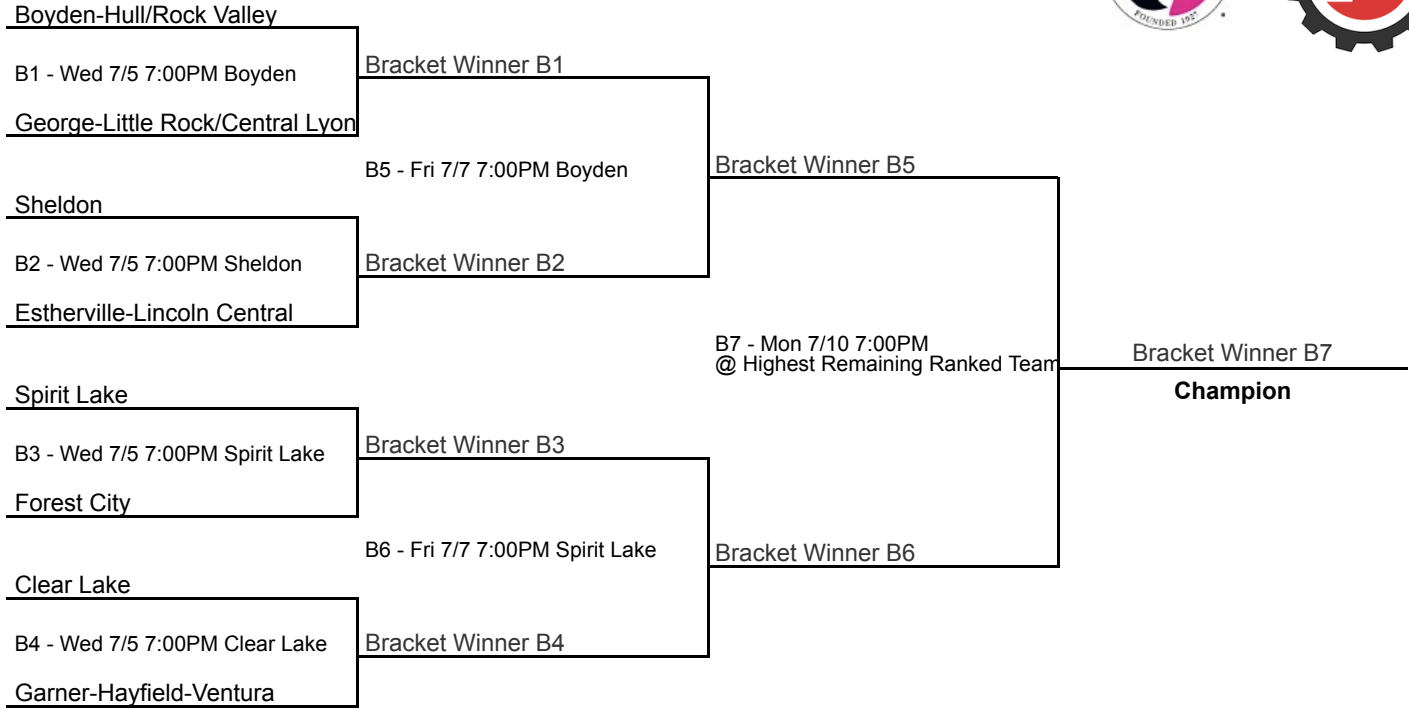 FOUNDED 1927
Boyden-Hull/Rock Valley
B1 - Wed 7/5 7:00PM Boyden
Bracket Winner B1
George-Little Rock/Central Lyon
B5 - Fri 7/7 7:00PM Boyden
Bracket Winner B5
Sheldon
B2 - Wed 7/5 7:00PM Sheldon
Bracket Winner B2
Estherville-Lincoln Central
B7 - Mon 7/10 7:00PM
@ Highest Remaining Ranked Team
Bracket Winner B7
Champion
Spirit Lake
B3 - Wed 7/5 7:00PM Spirit Lake
Bracket Winner B3
Forest City
B6 - Fri 7/7 7:00PM Spirit Lake
Bracket Winner B6
Clear Lake
B4 - Wed 7/5 7:00PM Clear Lake
Bracket Winner B4
Garner-Hayfield-Ventura